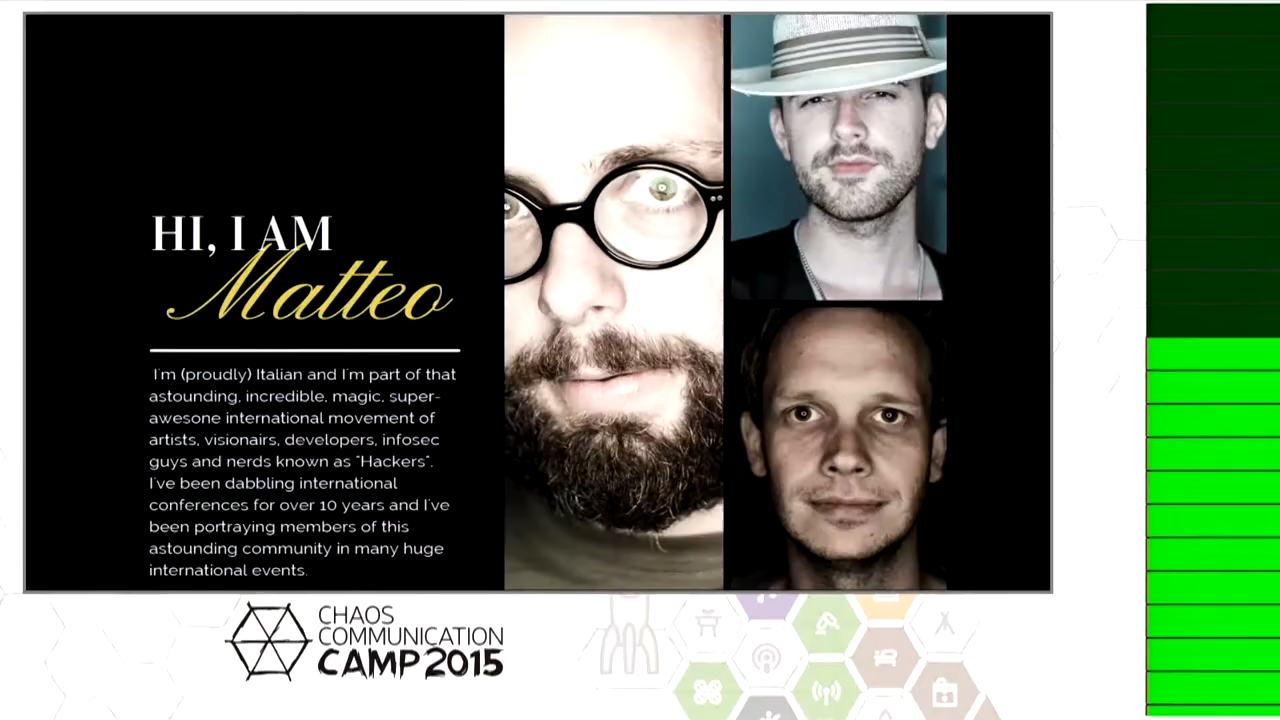 HI, I AM
Matteo
I'm (proudly) Italian and I'm part of that
astounding, incredible, magic, super-
awesone international movement of
artists, visionairs, developers, infosec
guys and nerds known as "Hackers".
I've been dabbling international
conferences for over 10 years and I've
been portraying members of this
astounding community in many huge
international events.
CHAOS
COMMUNICATION
CAMP 2015